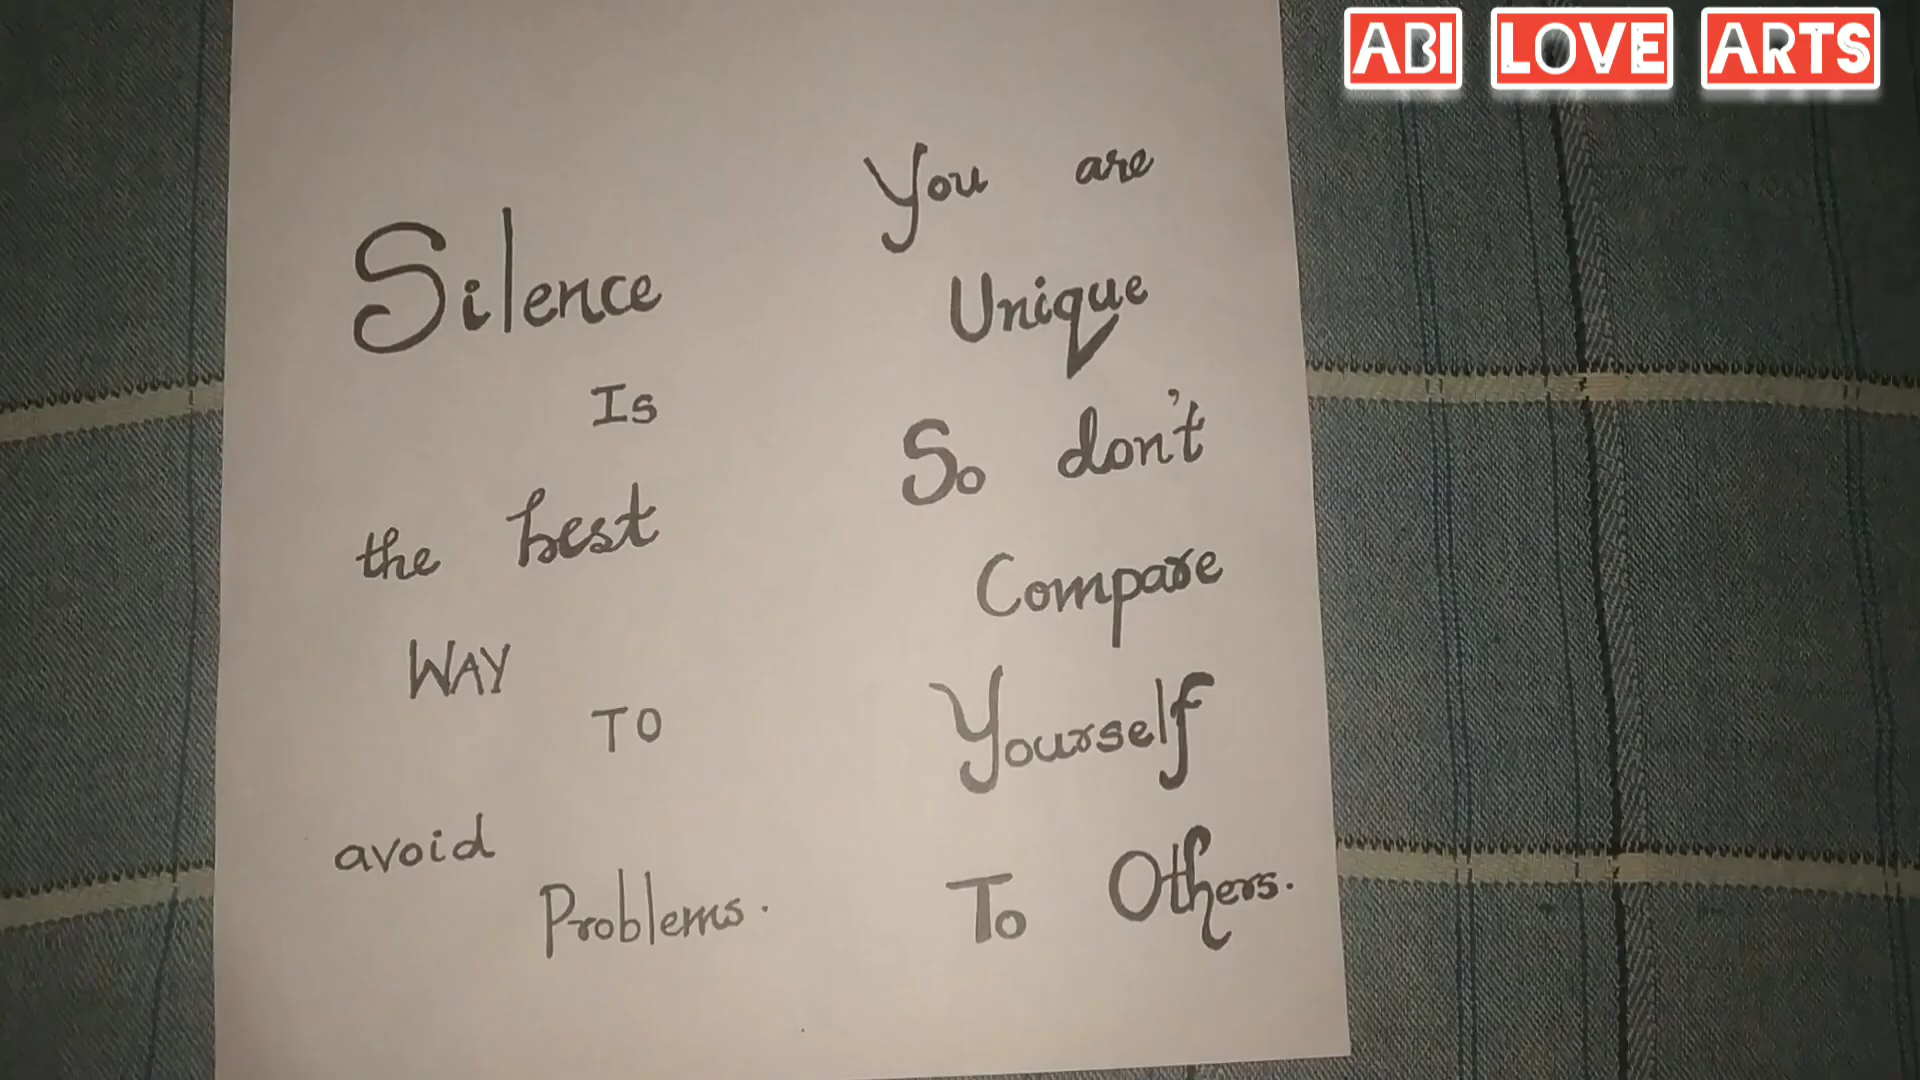 ABI LOVE ARTS
Silence
Is
the best
WAY
TO
avoid
Problems.
You are
Unique
So don't
Compare
Yourself
To Others.